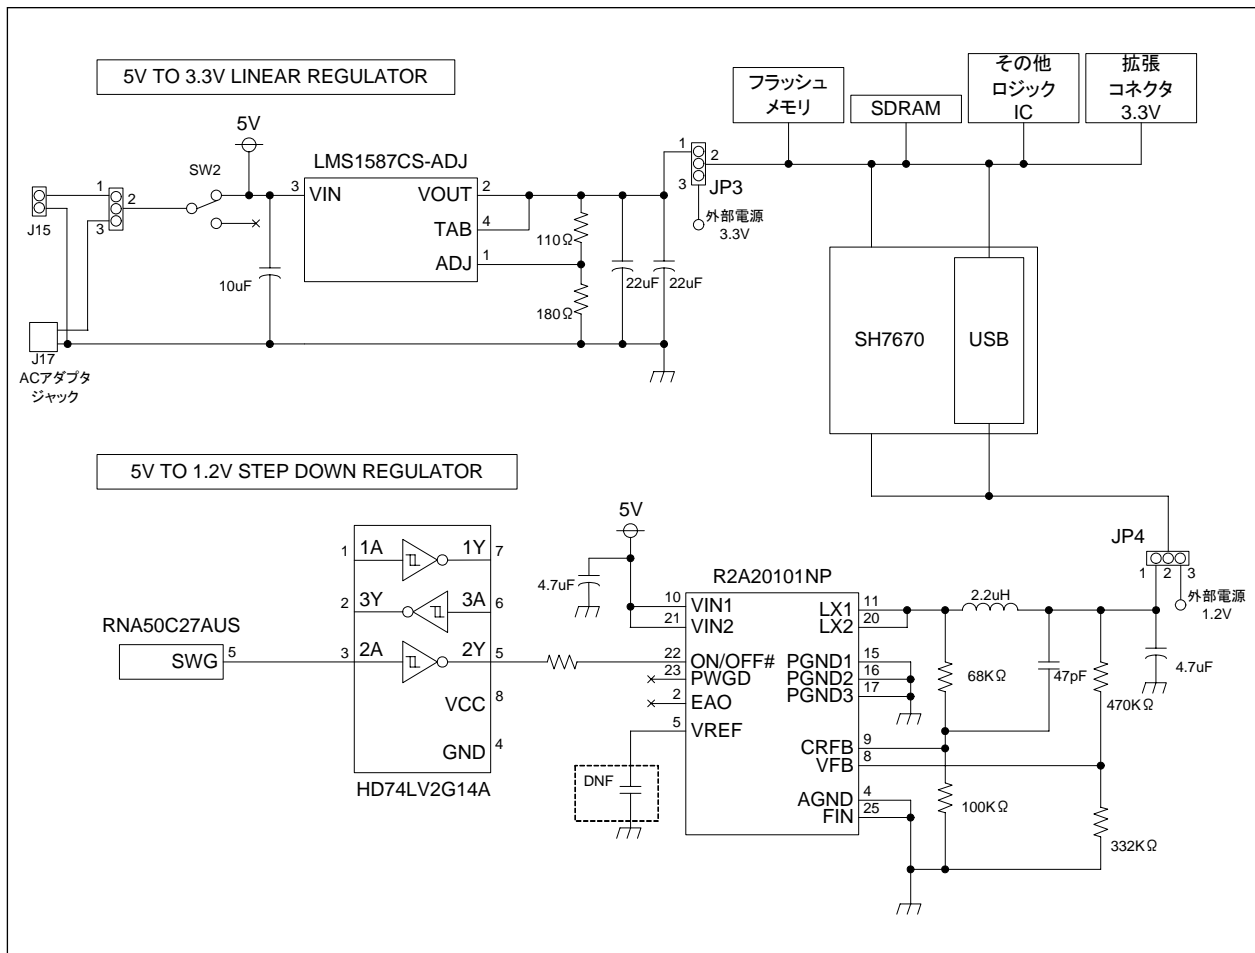 5V TO 3.3V LINEAR REGULATOR
フラッシュ
メモリ
SDRAM
その他
ロジック
IC
拡張
コネクタ
3.3V
5V
SW2
LMS1587CS-ADJ
J15
1
2
3
3
VIN
VOUT
2
TAB
4
ADJ
1
10uF
110Ω
180Ω
22uF
22uF
1
2
3
JP3
外部電源
3.3V
J17
ACアダプタ
ジャック
SH7670
USB
5V TO 1.2V STEP DOWN REGULATOR
5V
4.7uF
R2A20101NP
JP4
1
2
3
外部電源
1.2V
RNA50C27AUS
SWG
5
1
1A
1Y
7
2
3Y
3A
6
3
2A
2Y
5
VCC
8
GND
4
HD74LV2G14A
10
VIN1
21
VIN2
22
ON/OFF#
23
PWGD
2
EAO
5
VREF
DNF
LX1
11
LX2
20
PGND1
15
PGND2
16
PGND3
17
CRFB
9
VFB
8
AGND
4
FIN
25
2.2uH
68KΩ
47pF
470KΩ
4.7uF
100KΩ
332KΩ